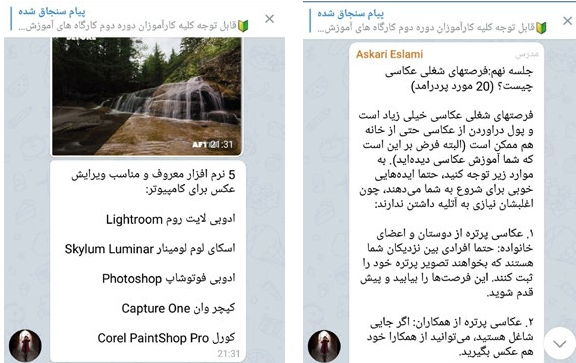 پیام سنجاق شده
قابل توجه کلیه کارآموزان دوره دوم کارگاه های آموزش...
21:31
5 نرم افزار معروف و مناسب ویرایش
عکس برای کامپیوتر:
ادوبی لایت روم Lightroom
اسکای لوم لومینار Skylum Luminar
ادوبی فوتوشاپ Photoshop
کپچر وان Capture One
کورل Corel PaintShop Pro
21:31
پیام سنجاق شده
قابل توجه کلیه کارآموزان دوره دوم کارگاه های آموزش...
Askari Eslami
مدرس
جلسه نهم:فرصتهای شغلی عکاسی
چیست؟ (20 مورد پردرامد)
فرصتهای شغلی عکاسی خیلی زیاد است
و پول دراوردن از عکاسی حتی از خانه
هم ممکن است (البته فرض بر این است
که شما آموزش عکاسی دیده‌اید). به
موارد زیر توجه کنید، حتما ایده‌هایی
خوبی برای شروع به شما می‌دهند، چون
اغلبشان نیازی به آتلیه داشتن ندارند:
۱. عکاسی پرتره از دوستان و اعضای
خانواده: حتما افرادی بین نزدیکان شما
هستند که بخواهند تصویر پرتره خود را
ثبت کنند. این فرصت‌ها را بیابید و پیش
قدم شوید.
۲. عکاسی پرتره از همکاران: اگر جایی
شاغل هستید، می‌توانید از همکارا خود
هم عکس بگیرید.